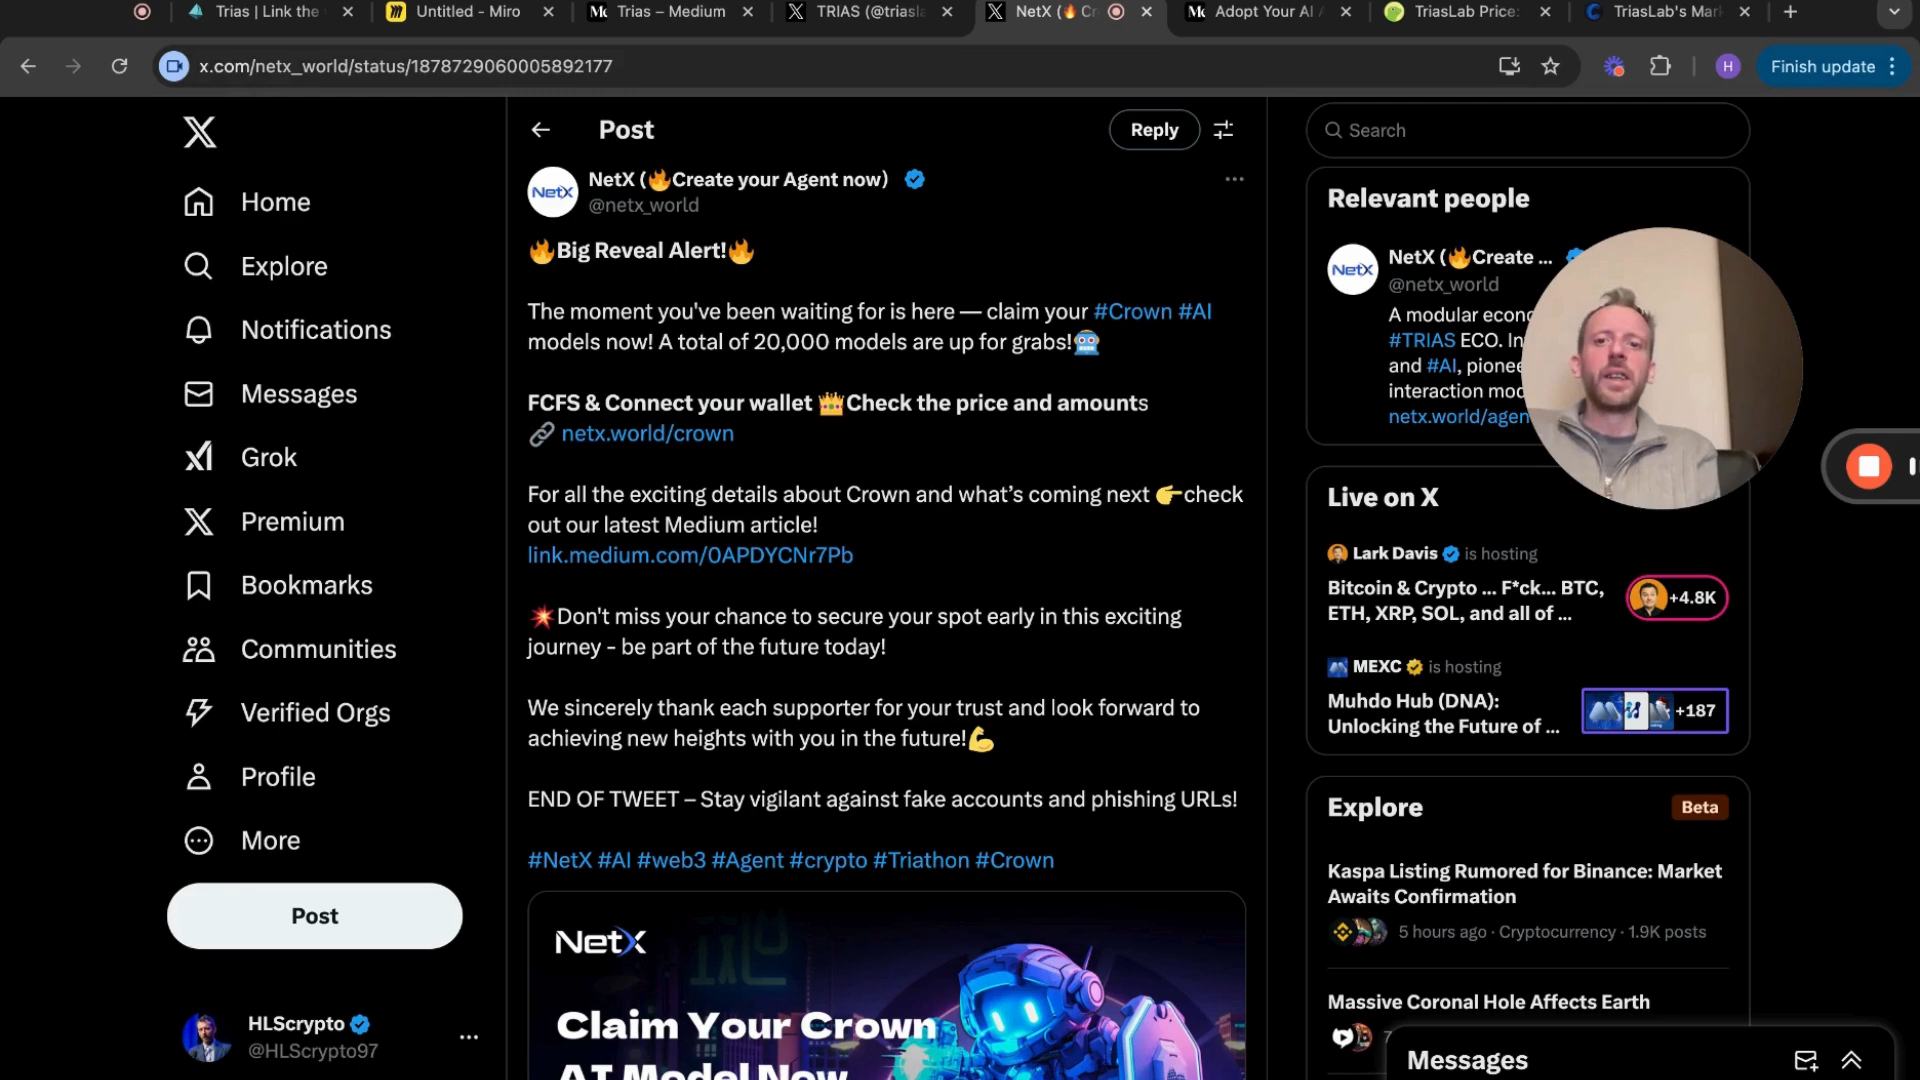 Trias | Link the
Untitled - Miro
Trias – Medium
TRIAS (@triasla
NetX (🔥 Cr
Adopt Your AI A
TriasLab Price:
TriasLab's Mar
x.com/netx_world/status/1878729060005892177
H
Finish update
Post
Reply
Search
Home
Explore
Notifications
Messages
Grok
Premium
Bookmarks
Communities
Verified Orgs
Profile
More
Post
HLScrypto
@HLScrypto97
NetX
NetX (🔥Create your Agent now)
@netx_world
🔥Big Reveal Alert!🔥
The moment you've been waiting for is here — claim your #Crown #AI
models now! A total of 20,000 models are up for grabs!🤖
FCFS & Connect your wallet 👑Check the price and amounts
🔗 netx.world/crown
For all the exciting details about Crown and what’s coming next 👉check
out our latest Medium article!
link.medium.com/0APDYCNr7Pb
💥Don't miss your chance to secure your spot early in this exciting
journey - be part of the future today!
We sincerely thank each supporter for your trust and look forward to
achieving new heights with you in the future!💪
END OF TWEET – Stay vigilant against fake accounts and phishing URLs!
#NetX #AI #web3 #Agent #crypto #Triathon #Crown
NetX
Claim Your Crown
AI Model Now
Relevant people
NetX
NetX (🔥Create ...
@netx_world
A modular econ
#TRIAS ECO. In
and #AI, pionee
interaction mod
netx.world/agen
Live on X
Lark Davis is hosting
Bitcoin & Crypto ... F*ck... BTC,
ETH, XRP, SOL, and all of ...
+4.8K
MEXC is hosting
Muhdo Hub (DNA):
Unlocking the Future of ...
+187
Explore
Beta
Kaspa Listing Rumored for Binance: Market
Awaits Confirmation
5 hours ago · Cryptocurrency · 1.9K posts
Massive Coronal Hole Affects Earth
7
Messages